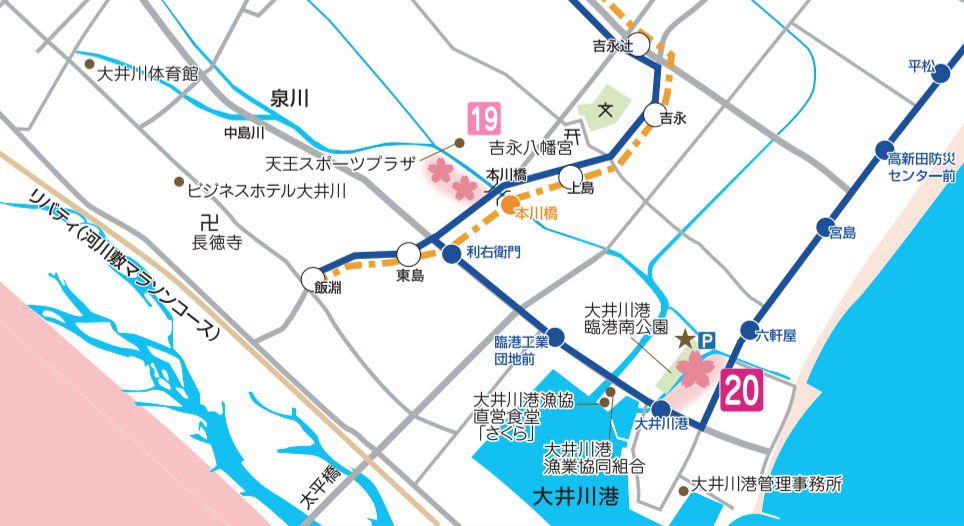 吉永辻
平松
大井川体育館
泉川
19
文
吉永
中島川
吉永八幡宮
高新田防災
センター前
天王スポーツプラザ
本川橋
上島
ビジネスホテル大井川
本川橋
宮島
卍
長徳寺
リバティ(河川敷マラソンコース)
利右衛門
東島
飯淵
大井川港
臨港南公園
P
六軒屋
臨港工業
団地前
20
大井川港漁協
直営食堂
「さくら」
大井川港
大井川港
漁業協同組合
太平橋
大井川港
大井川港管理事務所